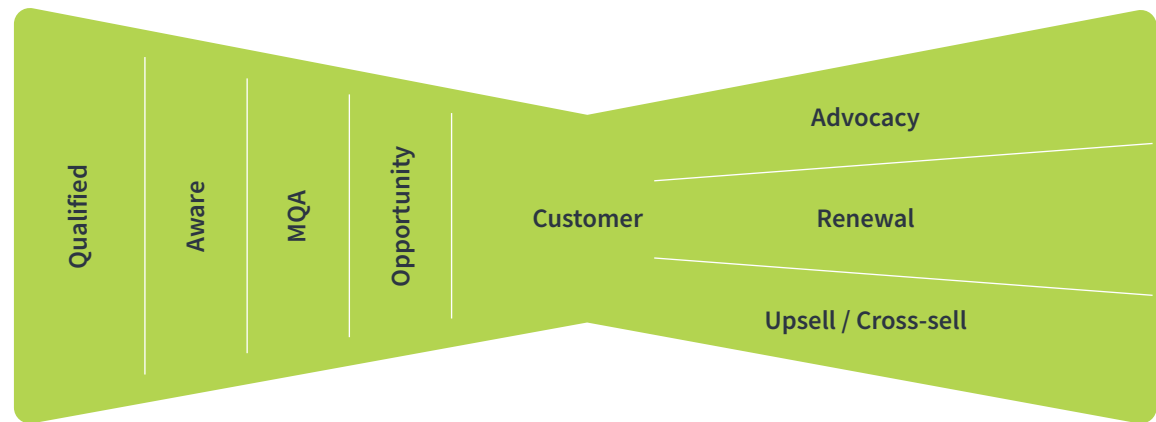 Qualified
Aware
MQA
Opportunity
Customer
Advocacy
Renewal
Upsell / Cross-sell